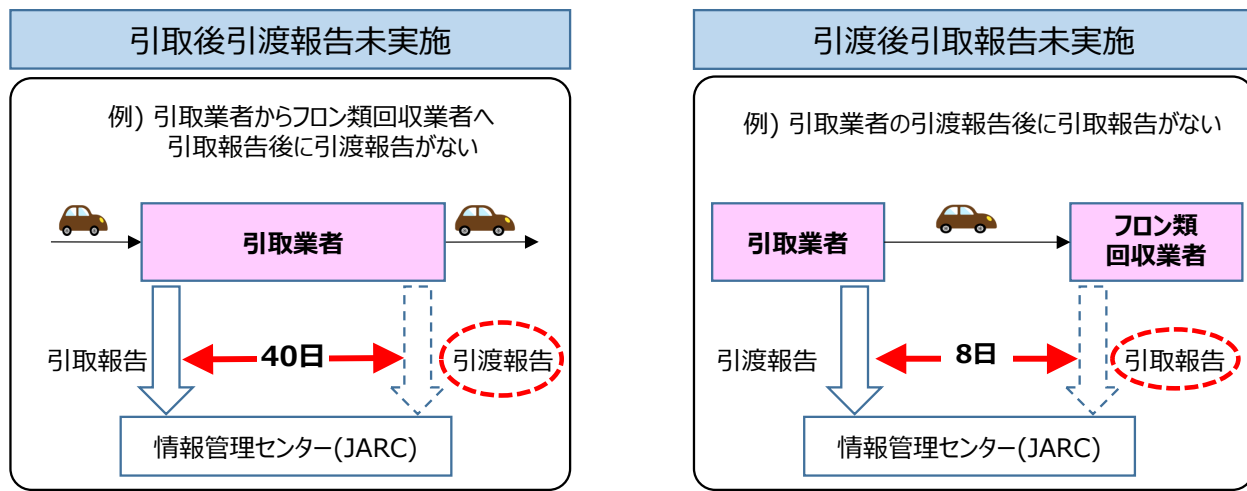 引取後引渡報告未実施
例) 引取業者からフロン類回収業者へ
引取報告後に引渡報告がない
引取業者
引取報告
40日
引渡報告
情報管理センター(JARC)
引渡後引取報告未実施
例) 引取業者の引渡報告後に引取報告がない
引取業者
フロン類
回収業者
引渡報告
8日
引取報告
情報管理センター(JARC)